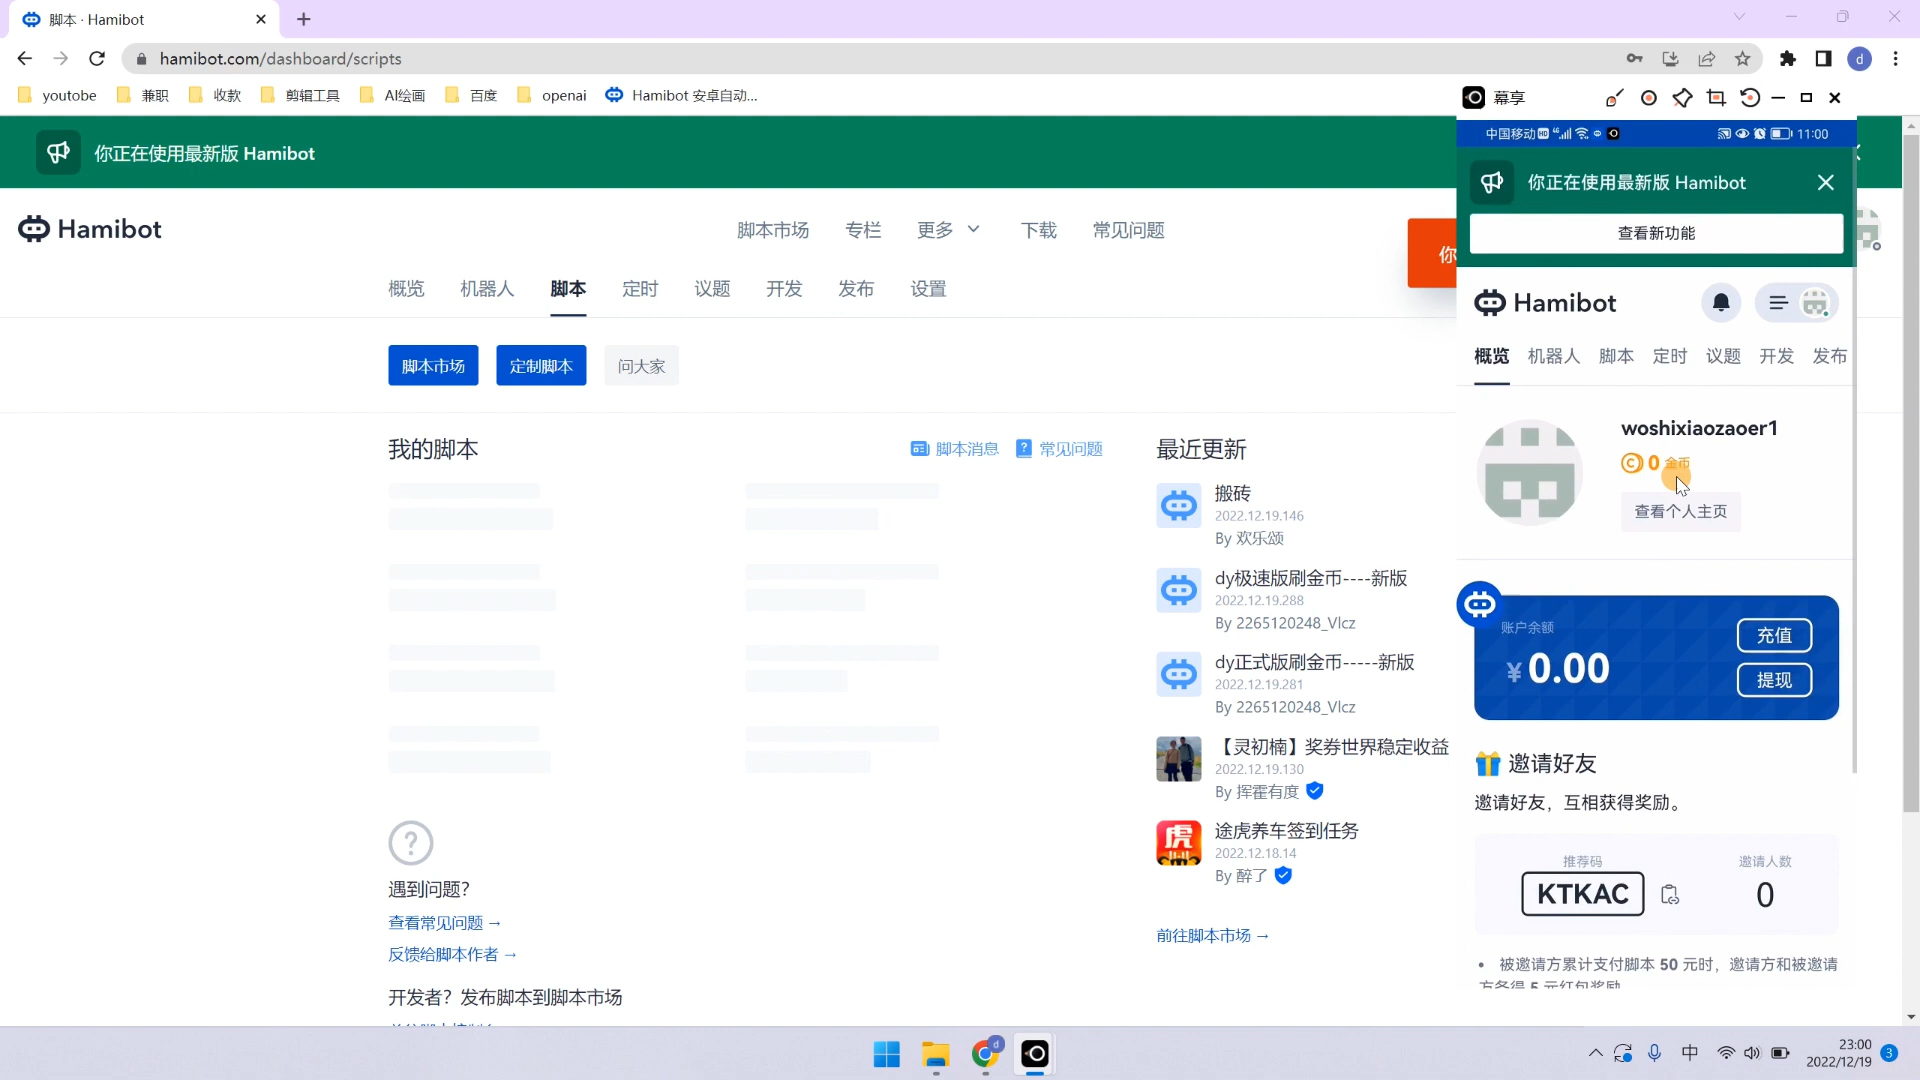 脚本 · Hamibot
hamibot.com/dashboard/scripts
youtobe
兼职
收款
剪辑工具
AI绘画
百度
openai
Hamibot 安卓自动...
你正在使用最新版 Hamibot
Hamibot
脚本市场
专栏
更多
下载
常见问题
你
概览
机器人
脚本
定时
议题
开发
发布
设置
脚本市场
定制脚本
问大家
我的脚本
脚本消息
常见问题
遇到问题?
查看常见问题 →
反馈给脚本作者 →
开发者? 发布脚本到脚本市场
最近更新
搬砖
2022.12.19.146
By 欢乐颂
dy极速版刷金币----新版
2022.12.19.288
By 2265120248_Vlcz
dy正式版刷金币-----新版
2022.12.19.281
By 2265120248_Vlcz
【灵初楠】奖券世界稳定收益
2022.12.19.130
By 挥霍有度
途虎养车签到任务
2022.12.18.14
By 醉了
前往脚本市场 →
幕享
中国移动
11:00
你正在使用最新版 Hamibot
查看新功能
Hamibot
概览
机器人
脚本
定时
议题
开发
发布
woshixiaozaoer1
0 金币
查看个人主页
账户余额
¥0.00
充值
提现
邀请好友
邀请好友，互相获得奖励。
推荐码
KTKAC
邀请人数
0
• 被邀请方累计支付脚本 50 元时，邀请方和被邀请
方各得 5 元红包奖励
中
23:00
2022/12/19
3